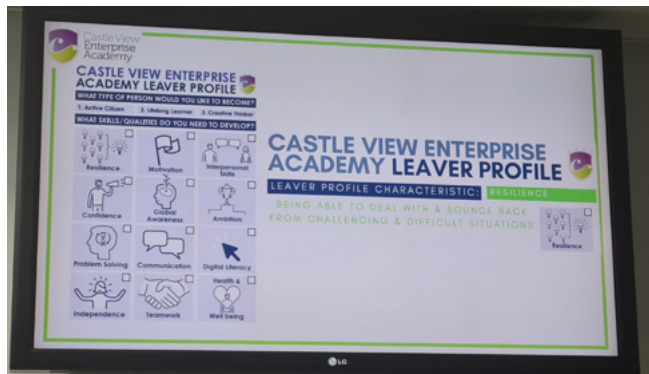 Castle View
Enterprise
Academy
CASTLE VIEW ENTERPRISE
ACADEMY LEAVER PROFILE
WHAT TYPE OF PERSON WOULD YOU LIKE TO BECOME?
1. Active Citizen 2. Lifelong Learner 3. Creative Thinker
WHAT SKILLS/QUALITIES DO YOU NEED TO DEVELOP?
Resilience
Motivation
Interpersonal
Skills
Confidence
Global
Awareness
Ambition
Problem Solving
Communication
Digital Literacy
Independence
Teamwork
Health &
Well being
CASTLE VIEW ENTERPRISE
ACADEMY LEAVER PROFILE
LEAVER PROFILE CHARACTERISTIC: RESILIENCE
BEING ABLE TO DEAL WITH & BOUNCE BACK
FROM CHALLENGING & DIFFICULT SITUATIONS
Resilience
LG